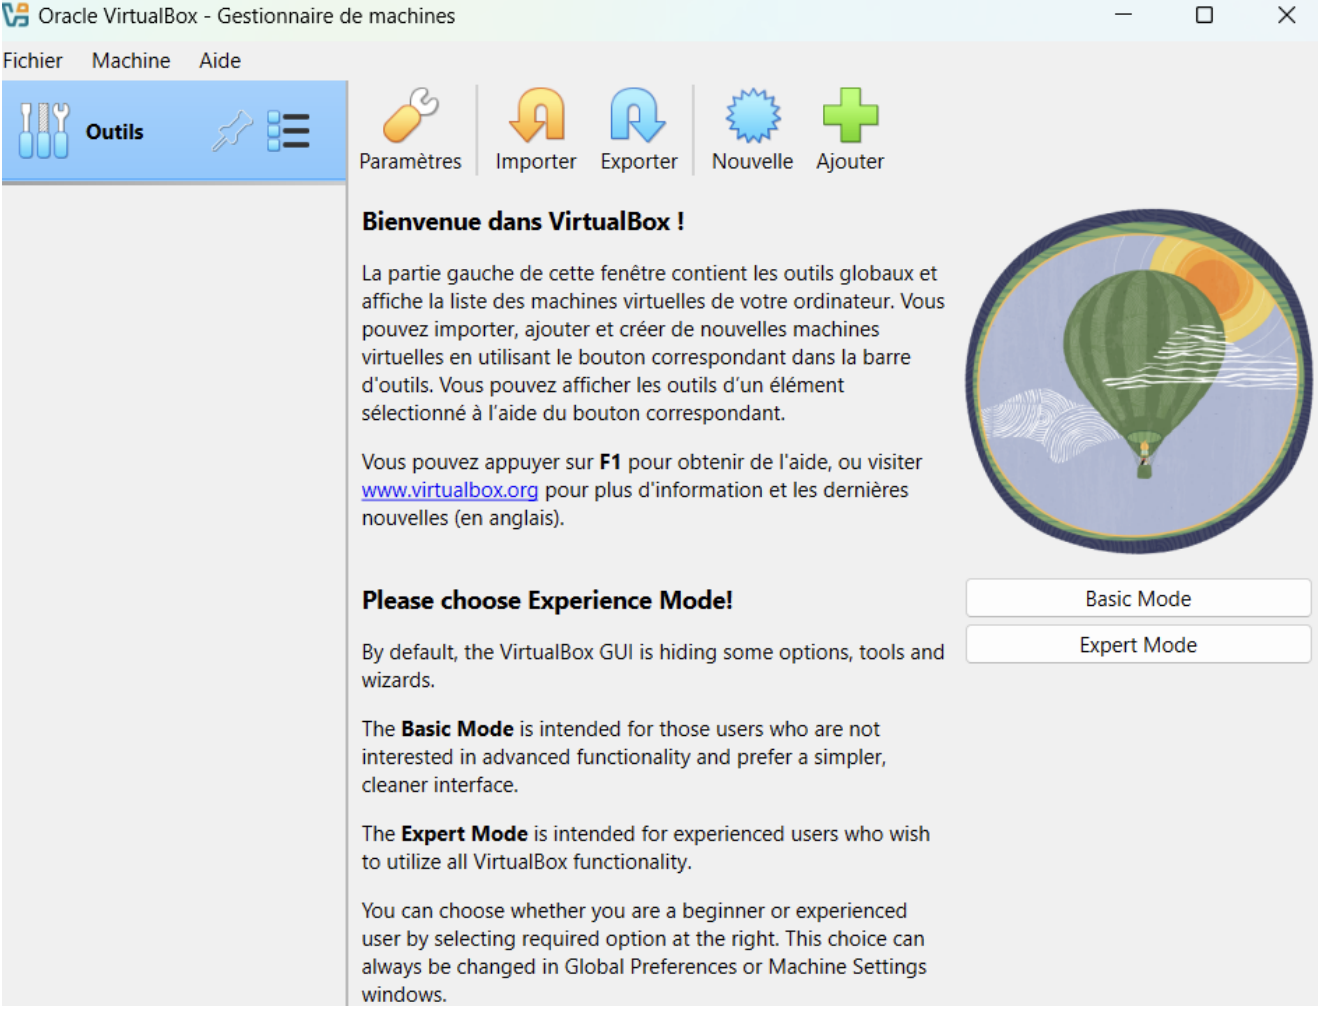 Oracle VirtualBox - Gestionnaire de machines
Fichier Machine Aide
Outils
Paramètres Importer Exporter Nouvelle Ajouter
Bienvenue dans VirtualBox !
La partie gauche de cette fenêtre contient les outils globaux et
affiche la liste des machines virtuelles de votre ordinateur. Vous
pouvez importer, ajouter et créer de nouvelles machines
virtuelles en utilisant le bouton correspondant dans la barre
d'outils. Vous pouvez afficher les outils d’un élément
sélectionné à l’aide du bouton correspondant.
Vous pouvez appuyer sur F1 pour obtenir de l'aide, ou visiter
www.virtualbox.org pour plus d'information et les dernières
nouvelles (en anglais).
Please choose Experience Mode!
By default, the VirtualBox GUI is hiding some options, tools and
wizards.
The Basic Mode is intended for those users who are not
interested in advanced functionality and prefer a simpler,
cleaner interface.
The Expert Mode is intended for experienced users who wish
to utilize all VirtualBox functionality.
You can choose whether you are a beginner or experienced
user by selecting required option at the right. This choice can
always be changed in Global Preferences or Machine Settings
windows.
Basic Mode
Expert Mode